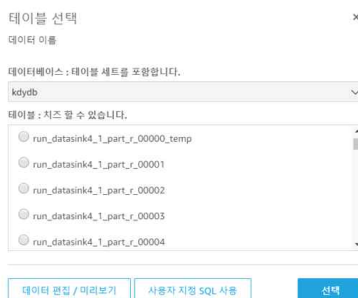 테이블 선택
데이터 이름
데이터베이스 : 테이블 세트를 포함합니다.
kdydb
테이블 : 치즈 할 수 있습니다.
run_datasink4_1_part_r_00000_temp
run_datasink4_1_part_r_00001
run_datasink4_1_part_r_00002
run_datasink4_1_part_r_00003
run_datasink4_1_part_r_00004
데이터 편집 / 미리보기 사용자 지정 SQL 사용 선택